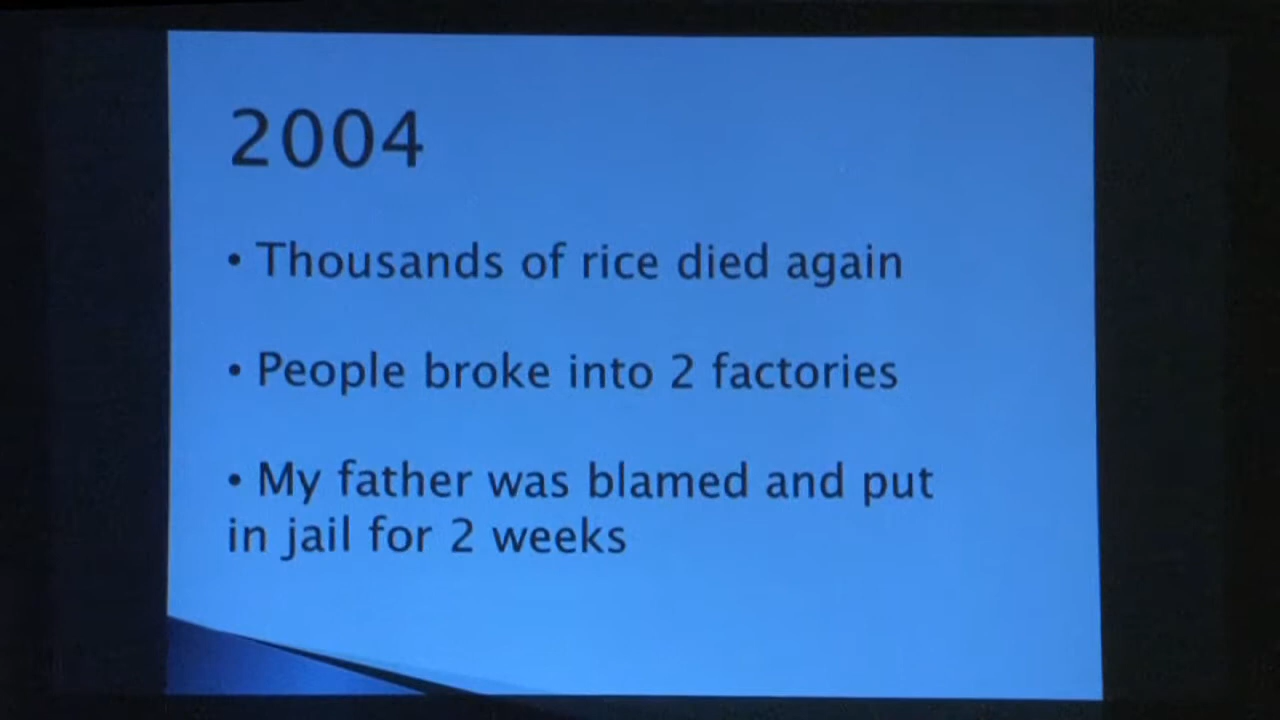 2004
• Thousands of rice died again
• People broke into 2 factories
• My father was blamed and put
in jail for 2 weeks